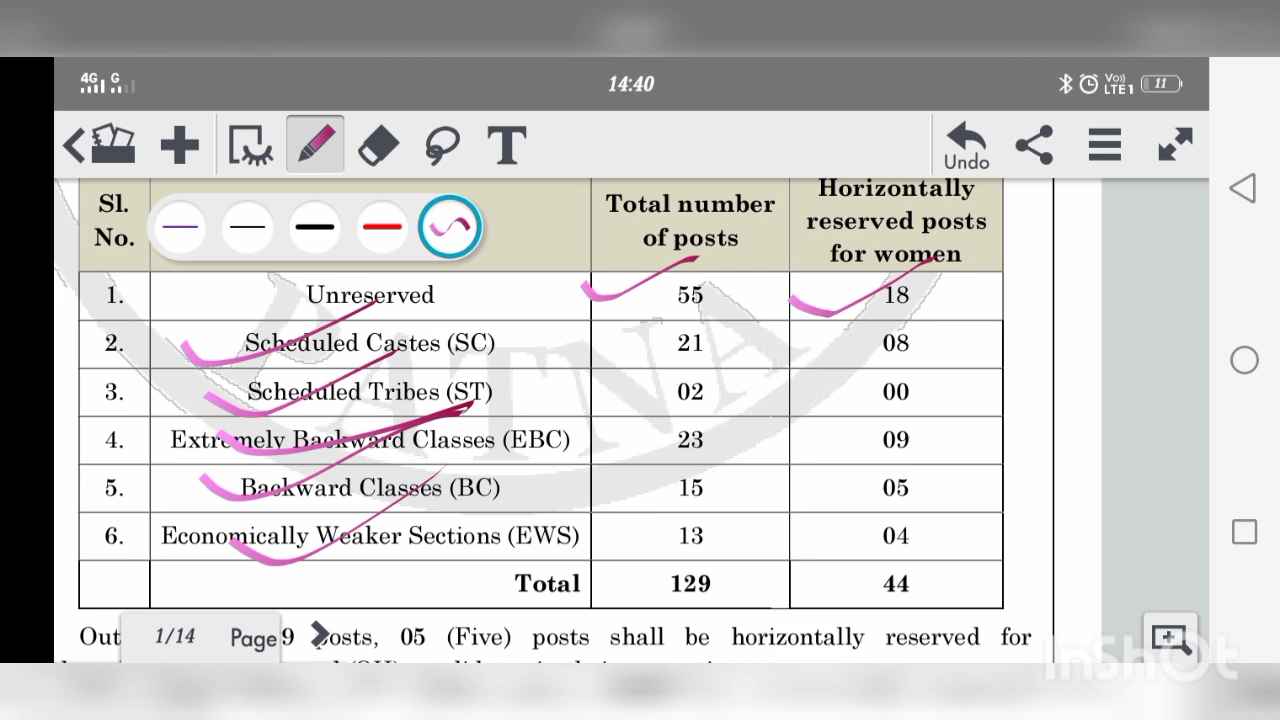 4G G 14:40 Vo)) LTE1 11
T Undo
Sl. No. Total number of posts Horizontally reserved posts for women
1. Unreserved 55 18
2. Scheduled Castes (SC) 21 08
3. Scheduled Tribes (ST) 02 00
4. Extremely Backward Classes (EBC) 23 09
5. Backward Classes (BC) 15 05
6. Economically Weaker Sections (EWS) 13 04
Total 129 44
Out 9 posts, 05 (Five) posts shall be horizontally reserved for
1/14 Page
PATNA
InShOt